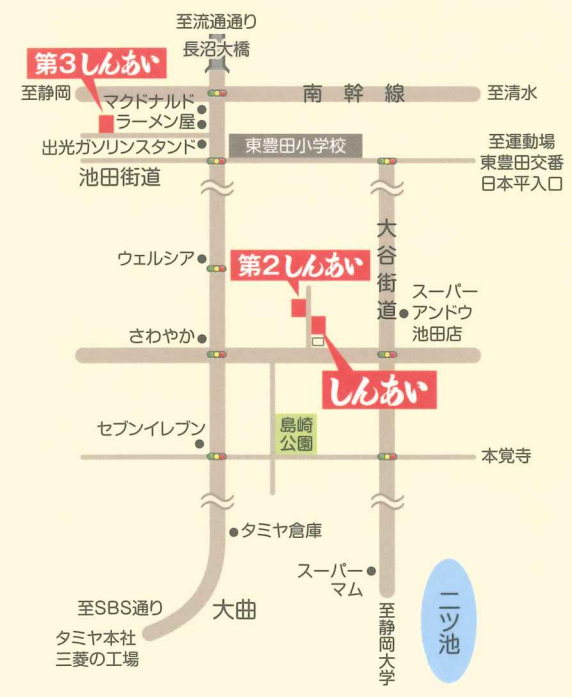 至流通通り
長沼大橋
第3しんあい
至静岡
南幹線
至清水
マクドナルド
ラーメン屋
出光ガソリンスタンド
東豊田小学校
池田街道
至運動場
東豊田交番
日本平入口
大谷街道
ウェルシア
第2しんあい
スーパー
アンドウ
池田店
さわやか
しんあい
セブンイレブン
島崎
公園
本覚寺
タミヤ倉庫
スーパー
マム
二ツ池
至SBS通り
大曲
至静岡大学
タミヤ本社
三菱の工場